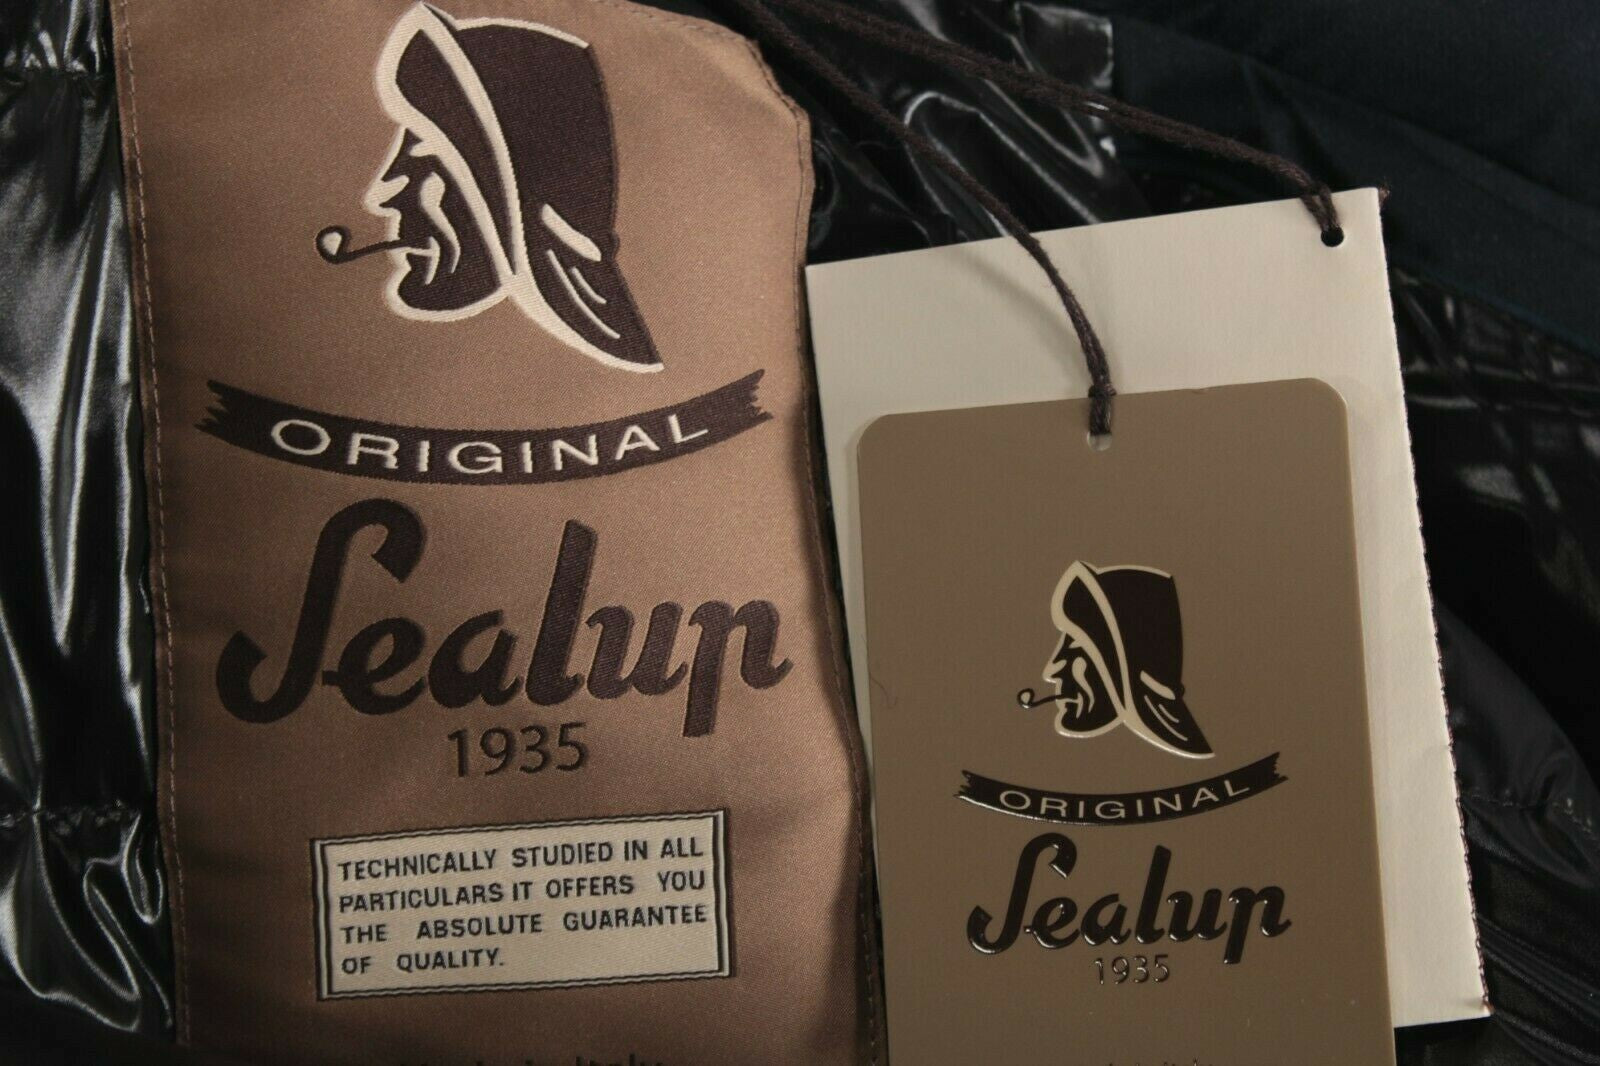 ORIGINAL
Sealup
1935
TECHNICALLY STUDIED IN ALL
PARTICULARS IT OFFERS YOU
THE ABSOLUTE GUARANTEE
OF QUALITY.
ORIGINAL
Sealup
1935